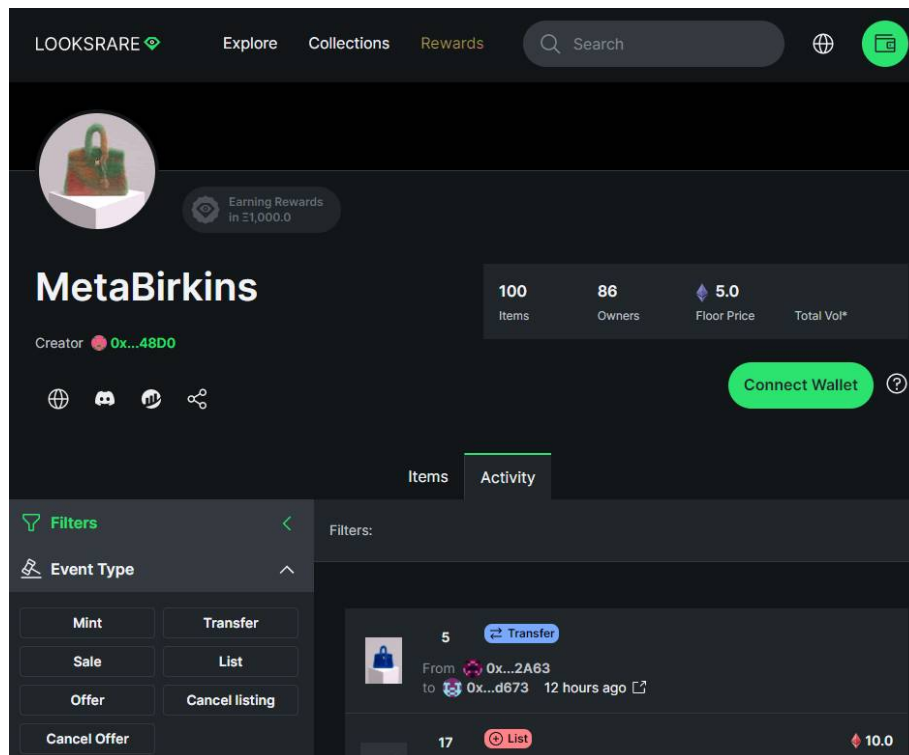 LOOKSRARE Explore Collections Rewards Search
Earning Rewards
in Ξ1,000.0
MetaBirkins
100 86 5.0
Items Owners Floor Price Total Vol*
Creator 0x...48D0
Connect Wallet
Items Activity
Filters
Filters:
Event Type
Mint Transfer
Sale List
Offer Cancel listing
Cancel Offer
5 Transfer
From 0x...2A63
to 0x...d673 12 hours ago
17 List 10.0